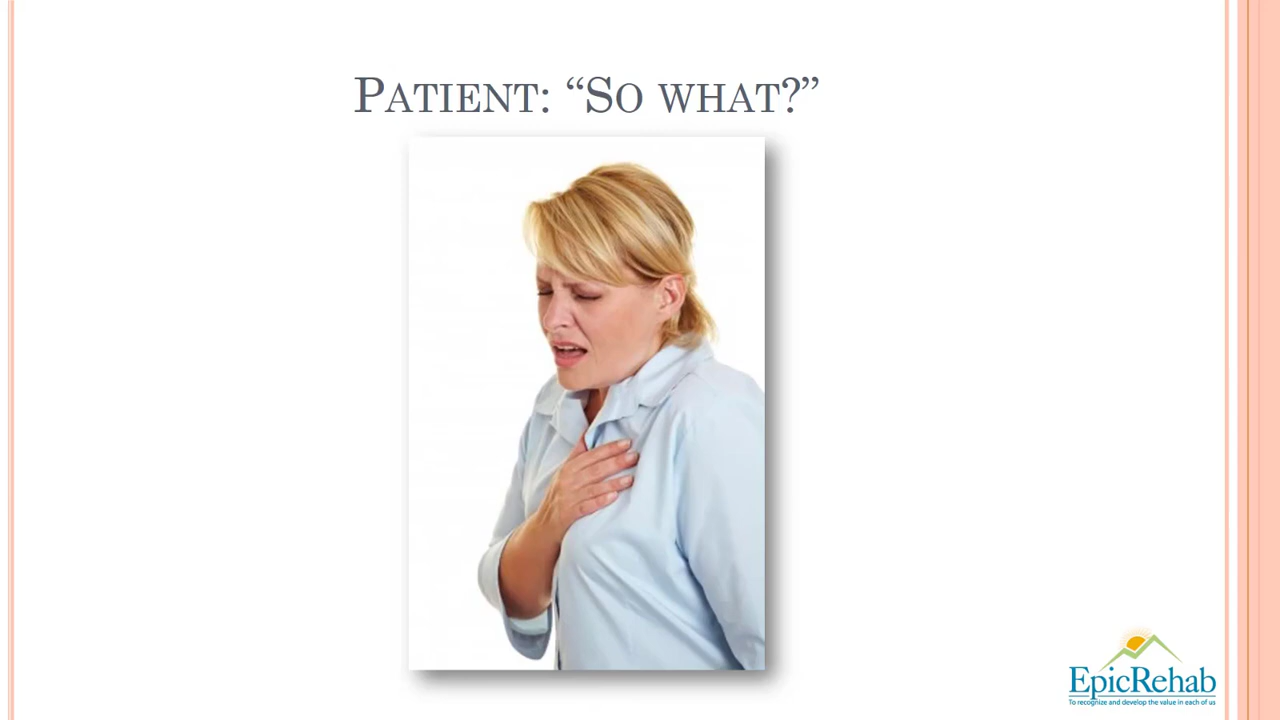 PATIENT: “SO WHAT?”
EpicRehab
To recognize and develop the value in each of us